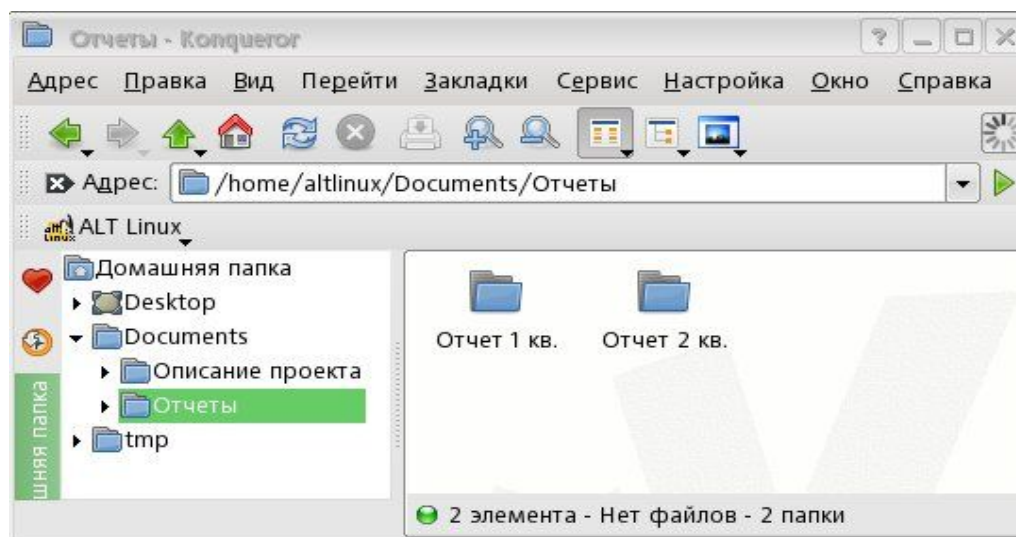 Отчеты - Konqueror
Адрес Правка Вид Перейти Закладки Сервис Настройка Окно Справка
Адрес: /home/altlinux/Documents/Отчеты
ALT Linux
Домашняя папка
Desktop
Documents
Описание проекта
Отчеты
tmp
шняя папка
Отчет 1 кв. Отчет 2 кв.
2 элемента - Нет файлов - 2 папки